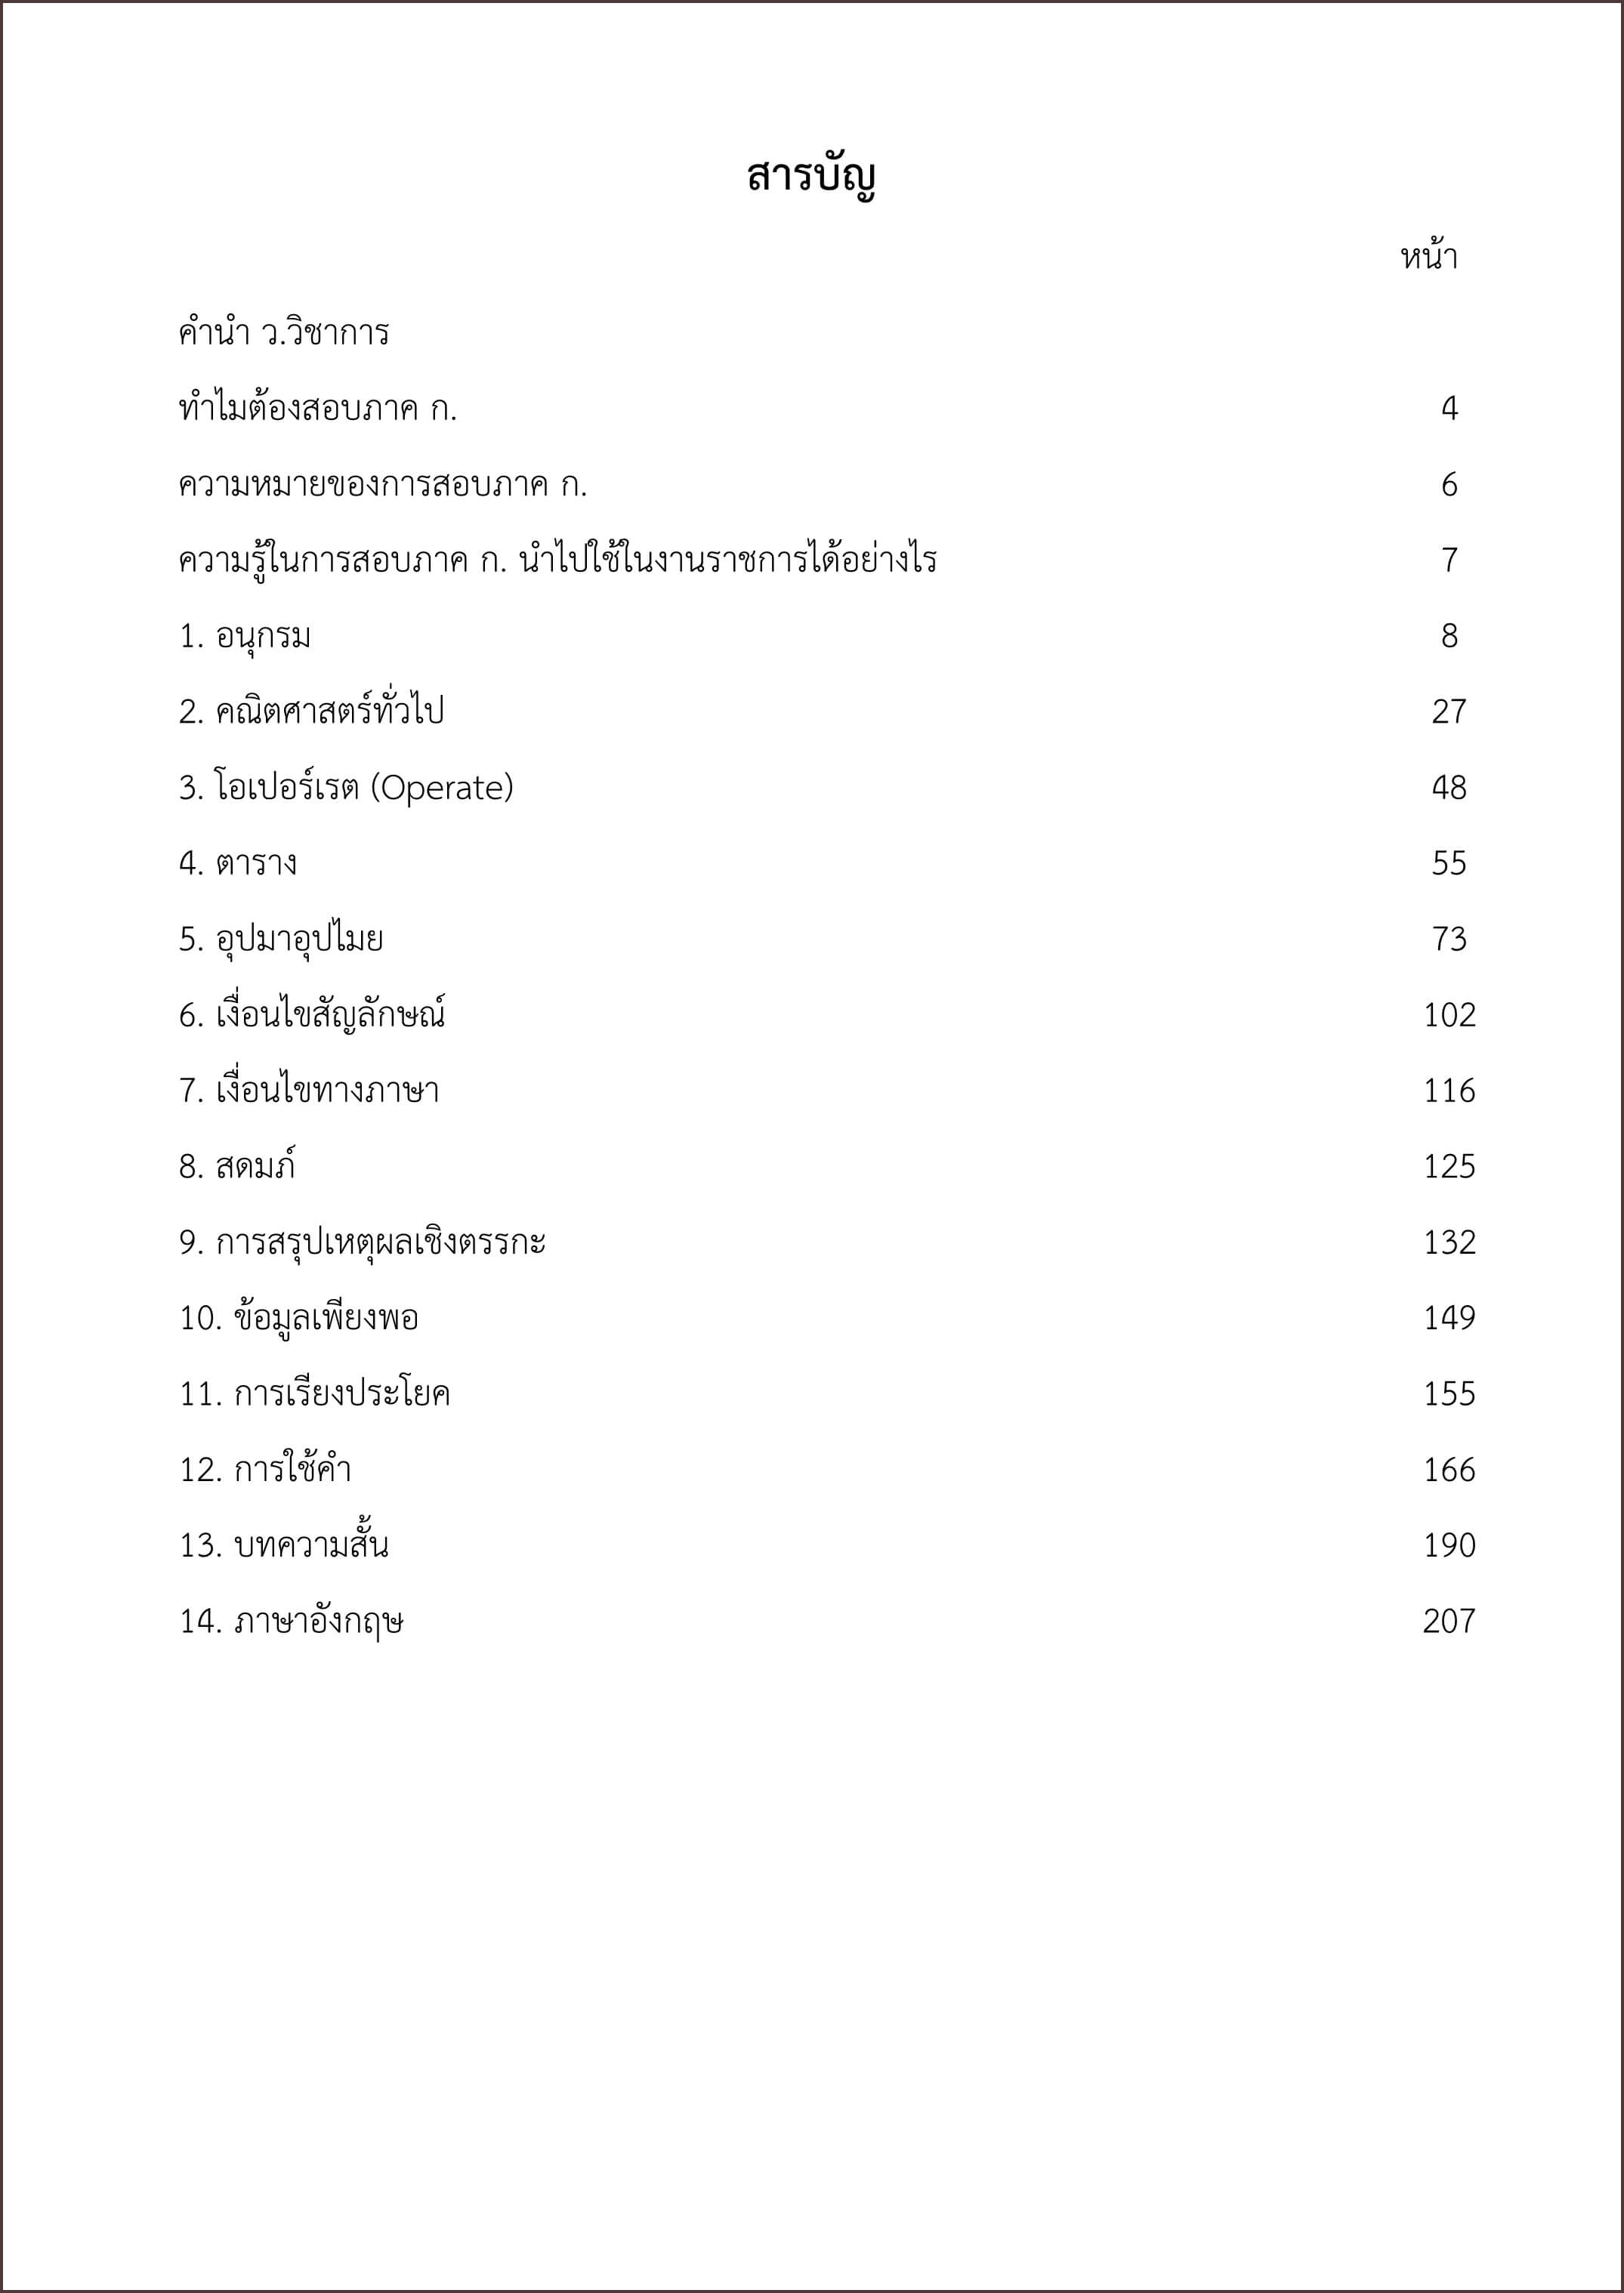 สารบัญ
หน้า
คำนำ ว.วิชาการ
ทำไมต้องสอบภาค ก. 4
ความหมายของการสอบภาค ก. 6
ความรู้ในการสอบภาค ก. นำไปใช้ในงานราชการได้อย่างไร 7
1. อนุกรม 8
2. คณิตศาสตร์ทั่วไป 27
3. โอเปอร์เรต (Operate) 48
4. ตาราง 55
5. อุปมาอุปไมย 73
6. เงื่อนไขสัญลักษณ์ 102
7. เงื่อนไขทางภาษา 116
8. สดมภ์ 125
9. การสรุปเหตุผลเชิงตรรกะ 132
10. ข้อมูลเพียงพอ 149
11. การเรียงประโยค 155
12. การใช้คำ 166
13. บทความสั้น 190
14. ภาษาอังกฤษ 207